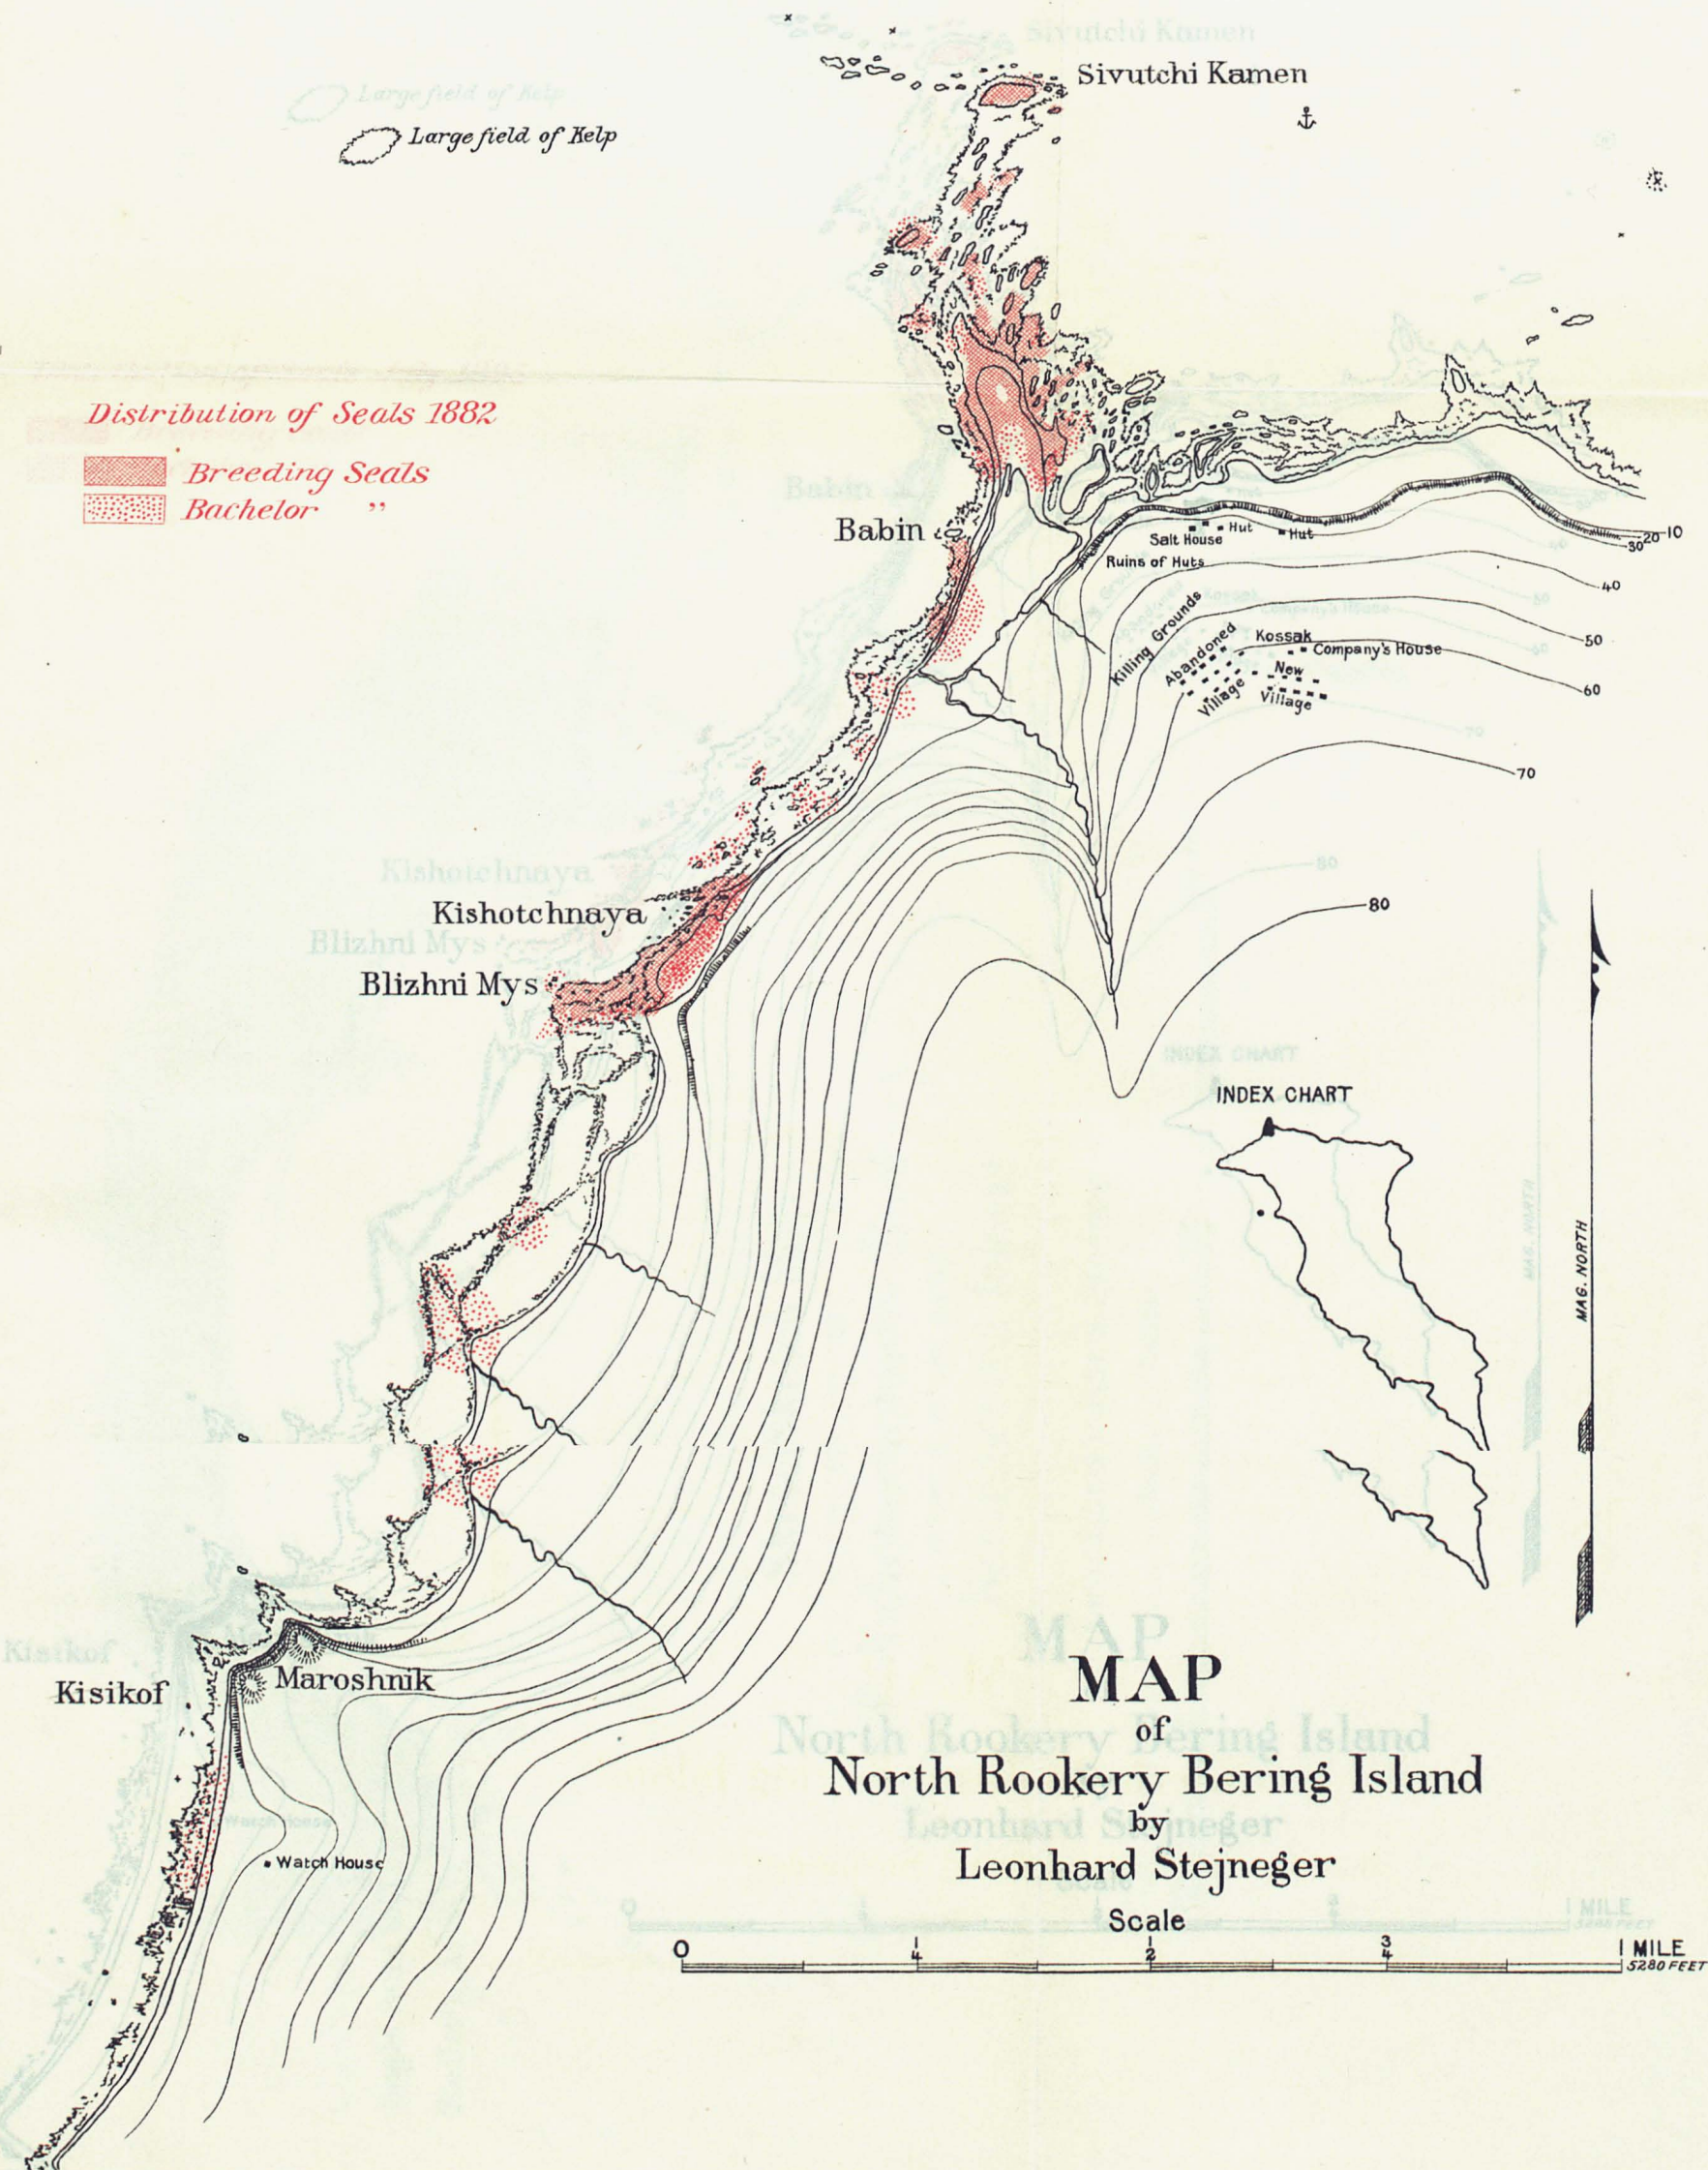 Sivutchi Kamen
Large field of Kelp
Distribution of Seals 1882
Breeding Seals
Bachelor "
Babin
Salt House
Hut
Hut
Ruins of Huts
10
20
30
40
50
60
70
80
Killing Grounds
Abandoned
Village
Kossak
Company's House
New
Village
Kishotchnaya
Blizhni Mys
INDEX CHART
MAG. NORTH
Maroshnik
Kisikof
Watch House
MAP
of
North Rookery Bering Island
by
Leonhard Stejneger
Scale
0 1/4 1/2 3/4 1 MILE
5280 FEET